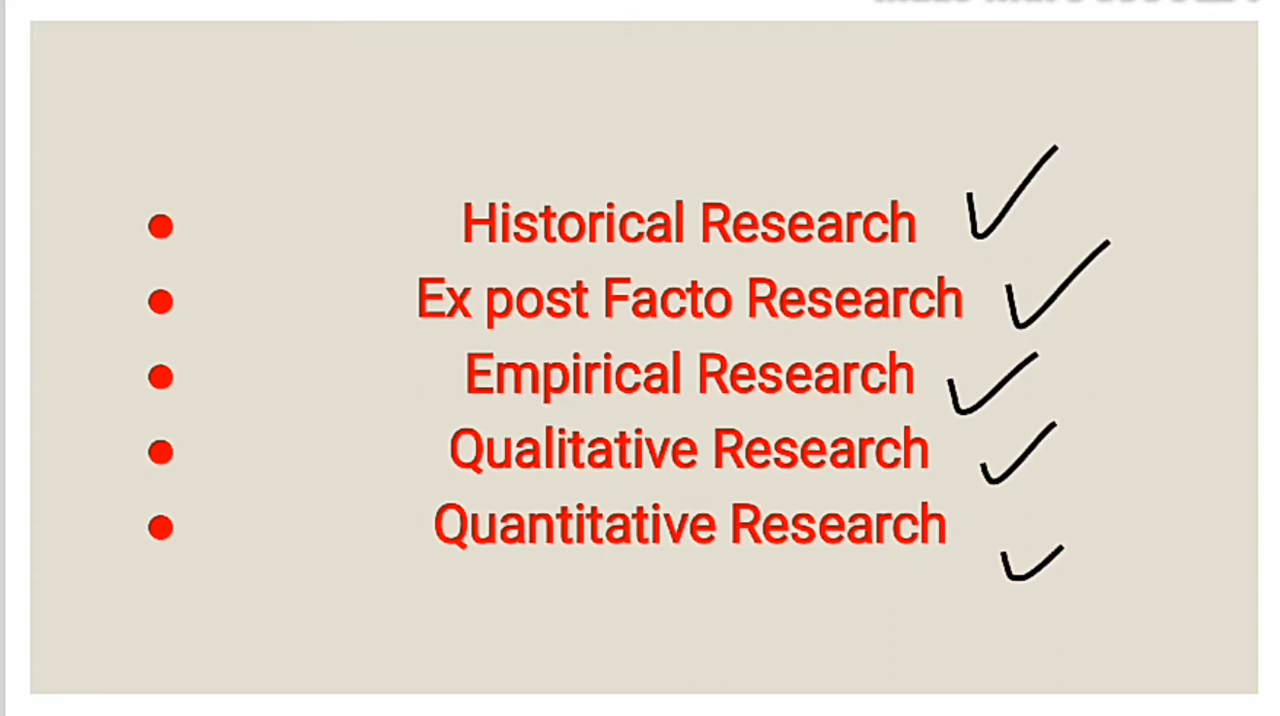 • Historical Research
• Ex post Facto Research
• Empirical Research
• Qualitative Research
• Quantitative Research